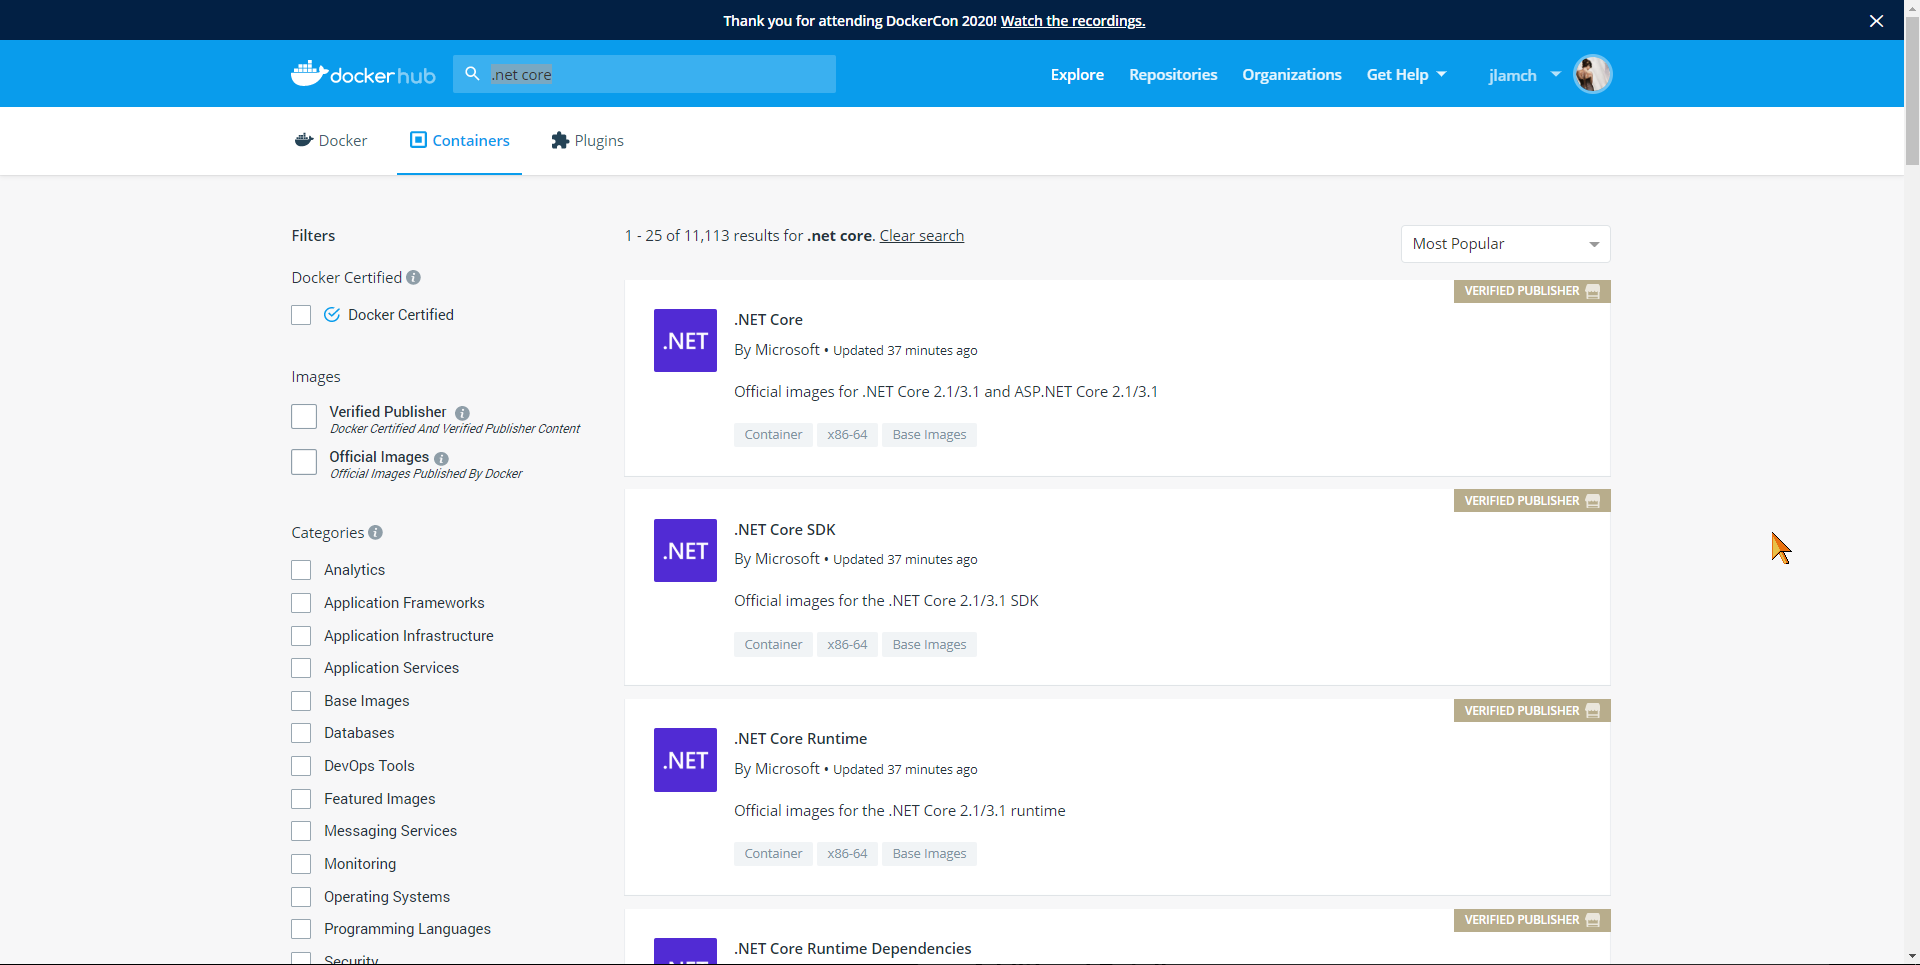 Thank you for attending DockerCon 2020! Watch the recordings.
docker hub
.net core
Explore
Repositories
Organizations
Get Help
jlamch
Docker
Containers
Plugins
Filters
1 - 25 of 11,113 results for .net core. Clear search
Most Popular
Docker Certified
Docker Certified
Images
Verified Publisher
Docker Certified And Verified Publisher Content
Official Images
Official Images Published By Docker
Categories
Analytics
Application Frameworks
Application Infrastructure
Application Services
Base Images
Databases
DevOps Tools
Featured Images
Messaging Services
Monitoring
Operating Systems
Programming Languages
Security
VERIFIED PUBLISHER
.NET
.NET Core
By Microsoft • Updated 37 minutes ago
Official images for .NET Core 2.1/3.1 and ASP.NET Core 2.1/3.1
Container x86-64 Base Images
VERIFIED PUBLISHER
.NET
.NET Core SDK
By Microsoft • Updated 37 minutes ago
Official images for the .NET Core 2.1/3.1 SDK
Container x86-64 Base Images
VERIFIED PUBLISHER
.NET
.NET Core Runtime
By Microsoft • Updated 37 minutes ago
Official images for the .NET Core 2.1/3.1 runtime
Container x86-64 Base Images
VERIFIED PUBLISHER
.NET
.NET Core Runtime Dependencies